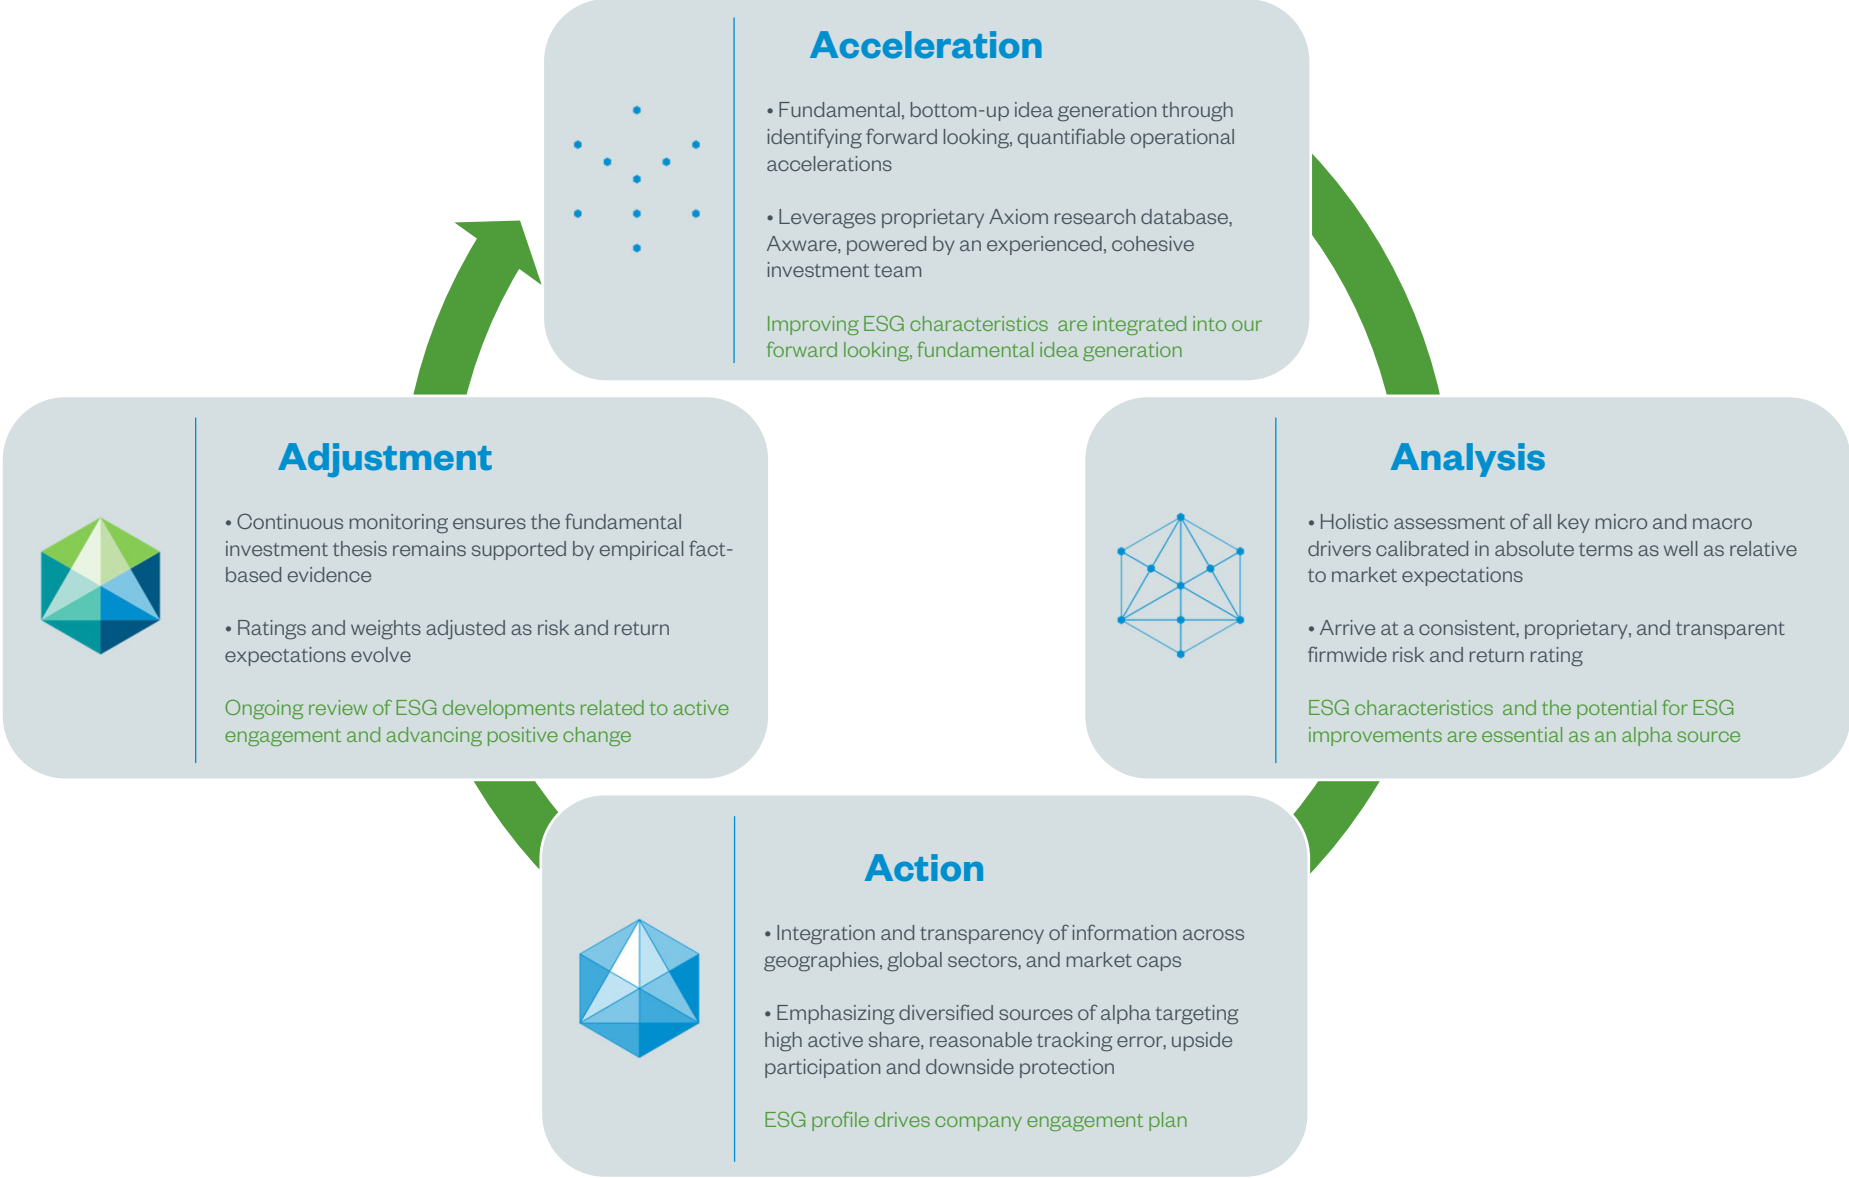 Acceleration
• Fundamental, bottom-up idea generation through
identifying forward looking, quantifiable operational
accelerations
• Leverages proprietary Axiom research database,
Axware, powered by an experienced, cohesive
investment team
Improving ESG characteristics  are integrated into our
forward looking, fundamental idea generation
Adjustment
• Continuous monitoring ensures the fundamental
investment thesis remains supported by empirical fact-
based evidence
• Ratings and weights adjusted as risk and return
expectations evolve
Ongoing review of ESG developments related to active
engagement and advancing positive change
Analysis
• Holistic assessment of all key micro and macro
drivers calibrated in absolute terms as well as relative
to market expectations
• Arrive at a consistent, proprietary, and transparent
firmwide risk and return rating
ESG characteristics  and the potential for ESG
improvements are essential as an alpha source
Action
• Integration and transparency of information across
geographies, global sectors, and market caps
• Emphasizing diversified sources of alpha targeting
high active share, reasonable tracking error, upside
participation and downside protection
ESG profile drives company engagement plan